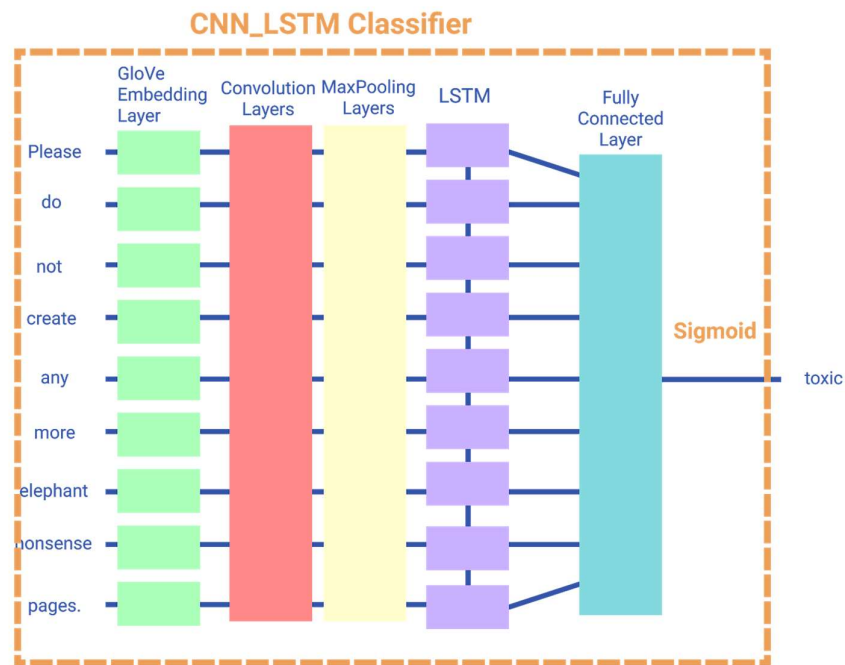 CNN_LSTM Classifier
GloVe
Embedding
Layer
Convolution
Layers
MaxPooling
Layers
LSTM
Fully
Connected
Layer
Please
do
not
create
any
more
elephant
nonsense
pages.
Sigmoid
toxic